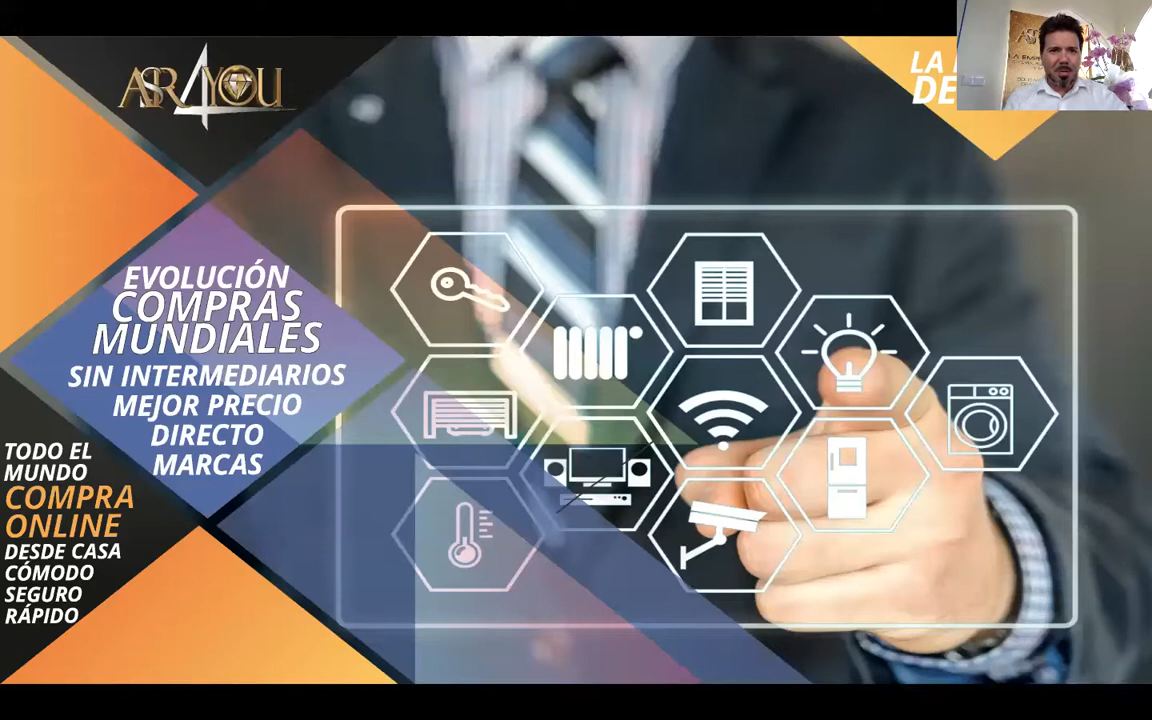 ASR4YOU
LA
DE
EVOLUCIÓN
COMPRAS
MUNDIALES
SIN INTERMEDIARIOS
MEJOR PRECIO
DIRECTO
MARCAS
TODO EL
MUNDO
COMPRA
ONLINE
DESDE CASA
CÓMODO
SEGURO
RÁPIDO